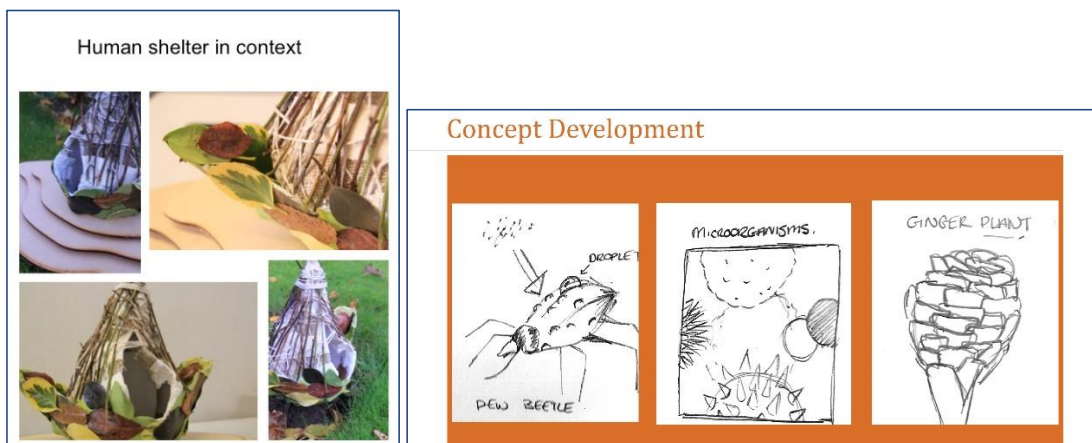 Human shelter in context
Concept Development
DROPLET
DEW BEETLE.
MICROORGANISMS.
GINGER PLANT